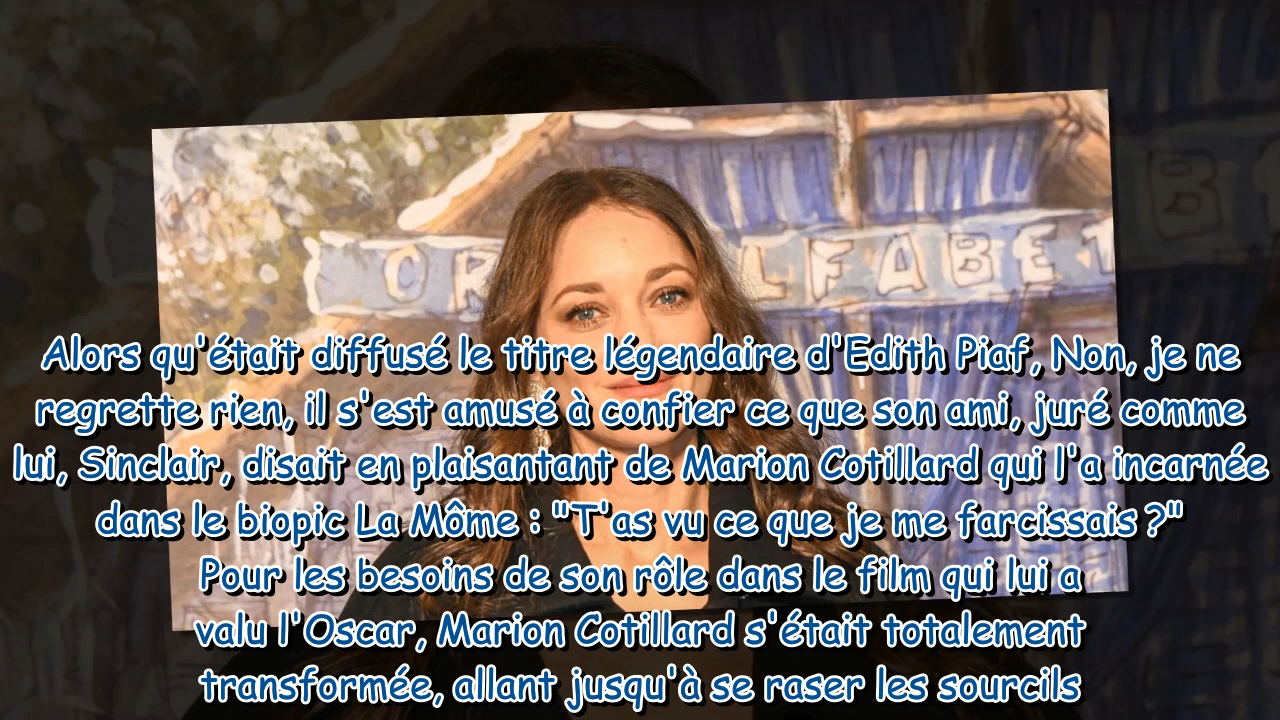 OR LFABET
B
Alors qu'était diffusé le titre légendaire d'Edith Piaf, Non, je ne
regrette rien, il s'est amusé à confier ce que son ami, juré comme
lui, Sinclair, disait en plaisantant de Marion Cotillard qui l'a incarnée
dans le biopic La Môme : "T'as vu ce que je me farcissais ?"
Pour les besoins de son rôle dans le film qui lui a
valu l'Oscar, Marion Cotillard s'était totalement
transformée, allant jusqu'à se raser les sourcils